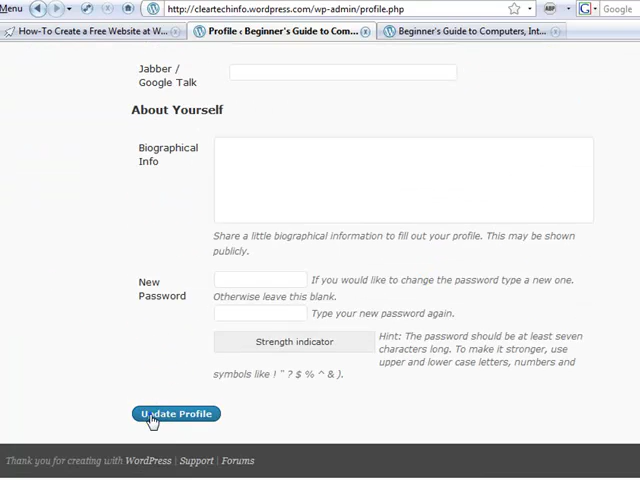 Menu
http://cleartechinfo.wordpress.com/wp-admin/profile.php
ABP
G
Google
How-To Create a Free Website at W...
Profile ‹ Beginner's Guide to Com...
Beginner's Guide to Computers, Int...
Jabber /
Google Talk
About Yourself
Biographical
Info
Share a little biographical information to fill out your profile. This may be shown
publicly.
New
Password
If you would like to change the password type a new one.
Otherwise leave this blank.
Type your new password again.
Strength indicator
Hint: The password should be at least seven
characters long. To make it stronger, use
upper and lower case letters, numbers and
symbols like ! " ? $ % ^ & ).
Update Profile
Thank you for creating with WordPress | Support | Forums